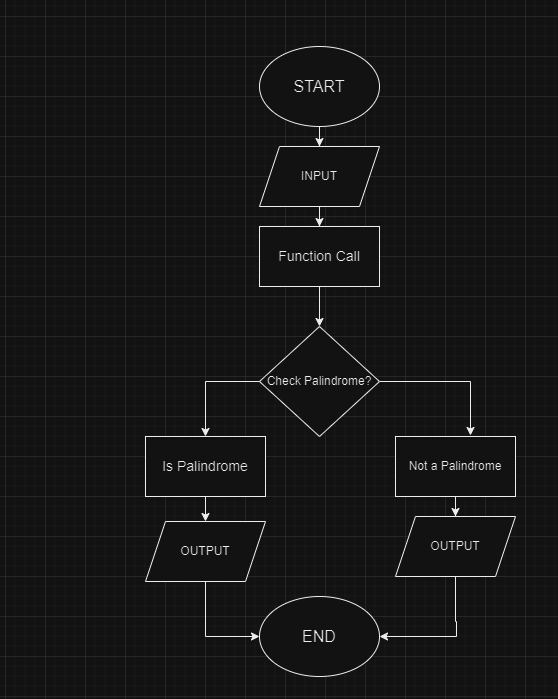 START
INPUT
Function Call
Check Palindrome?
Is Palindrome
Not a Palindrome
OUTPUT
OUTPUT
END